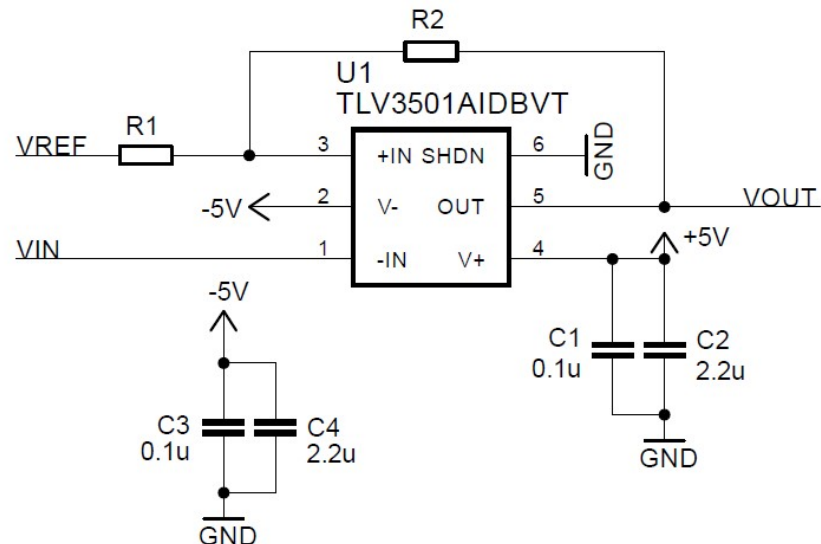 R2
U1
TLV3501AIDBVT
R1
VREF
3 +IN SHDN 6
GND
-5V 2 V- OUT 5 VOUT
VIN 1 -IN V+ 4 +5V
-5V
C1 C2
0.1u 2.2u
C3 C4
0.1u 2.2u
GND
GND